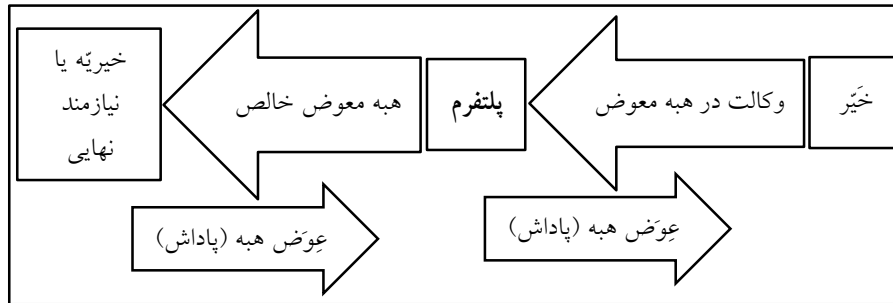 خَیّر
وکالت در هبه معوض
پلتفرم
هبه معوض خالص
خیریّه یا
نیازمند
نهایی
عِوَض هبه (پاداش)
عِوَض هبه (پاداش)